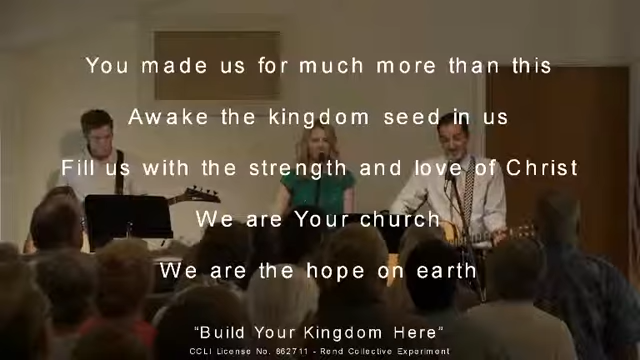 You made us for much more than this
Awake the kingdom seed in us
Fill us with the strength and love of Christ
We are Your church
We are the hope on earth
"Build Your Kingdom Here"
CCLI License No. 862711 - Rend Collective Experiment